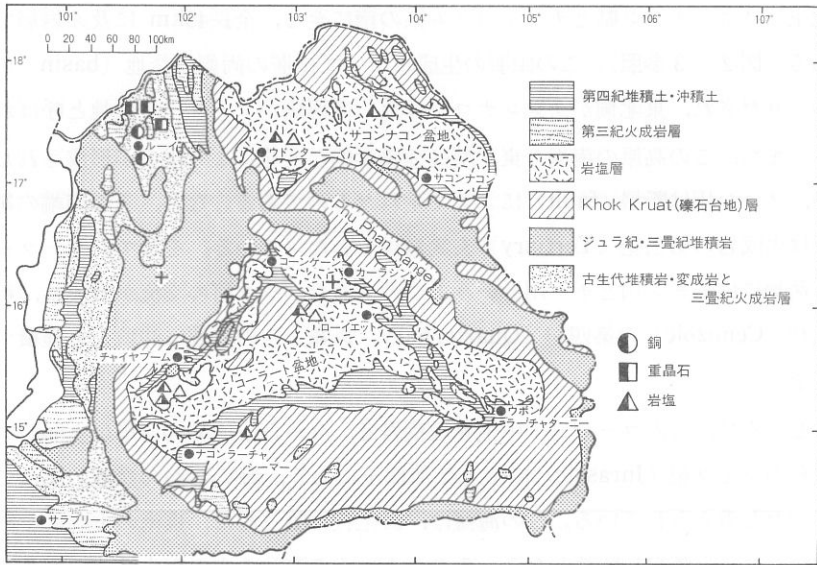 101° 102° 103° 104° 105° 106° 107°
0 20 40 60 80 100km
18°
17°
16°
15°
ルーイ
ウドンターニー
サコンナコン盆地
サコンナコン
Phu Phan Range
コーンケーン
カーラシン
ローイエット
チャイヤプーム
コーラート盆地
ウボン
ラーチャターニー
ナコンラーチャ
シーマー
サラブリー
第四紀堆積土・沖積土
第三紀火成岩層
岩塩層
Khok Kruat(礫石台地)層
ジュラ紀・三畳紀堆積岩
古生代堆積岩・変成岩と
三畳紀火成岩層
銅
重晶石
岩塩
101° 102° 103° 104° 105° 106° 107°